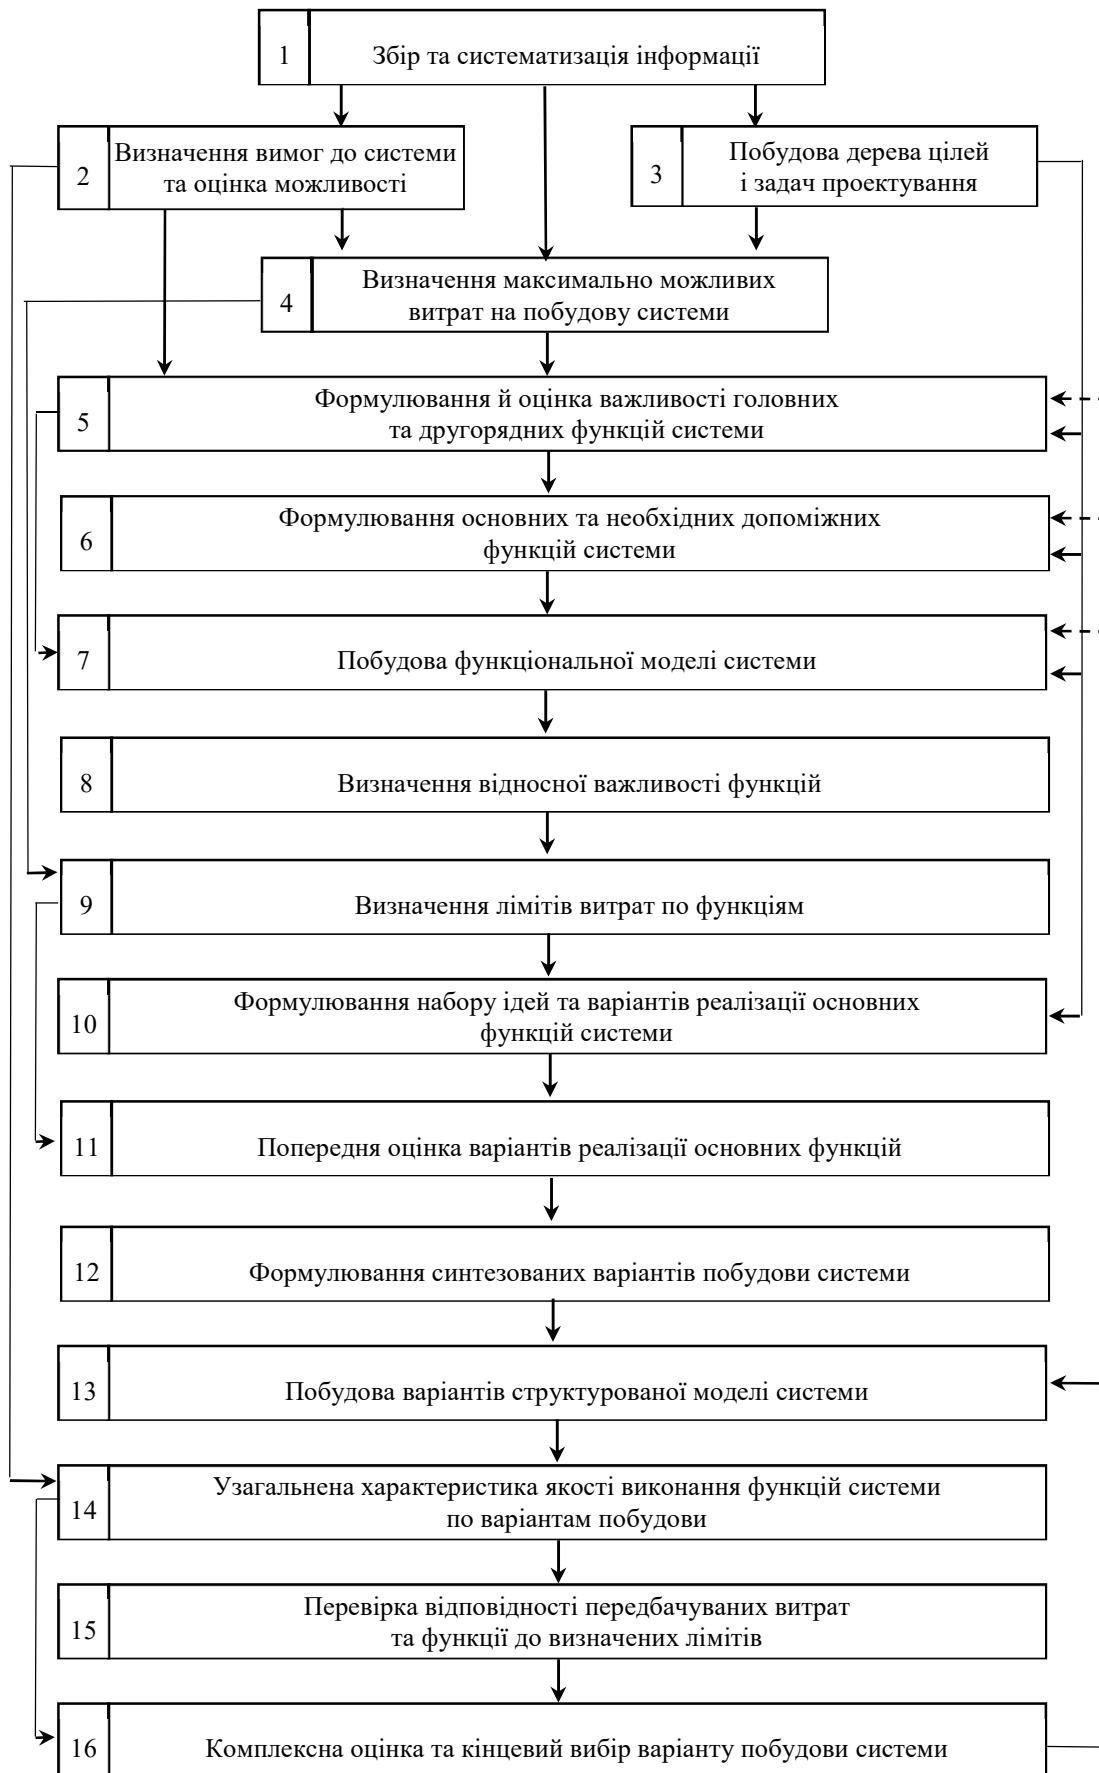 1
Збір та систематизація інформації
2
Визначення вимог до системи
та оцінка можливості
3
Побудова дерева цілей
і задач проектування
4
Визначення максимально можливих
витрат на побудову системи
5
Формулювання й оцінка важливості головних
та другорядних функцій системи
6
Формулювання основних та необхідних допоміжних
функцій системи
7
Побудова функціональної моделі системи
8
Визначення відносної важливості функцій
9
Визначення лімітів витрат по функціям
10
Формулювання набору ідей та варіантів реалізації основних
функцій системи
11
Попередня оцінка варіантів реалізації основних функцій
12
Формулювання синтезованих варіантів побудови системи
13
Побудова варіантів структурованої моделі системи
14
Узагальнена характеристика якості виконання функцій системи
по варіантам побудови
15
Перевірка відповідності передбачуваних витрат
та функції до визначених лімітів
16
Комплексна оцінка та кінцевий вибір варіанту побудови системи